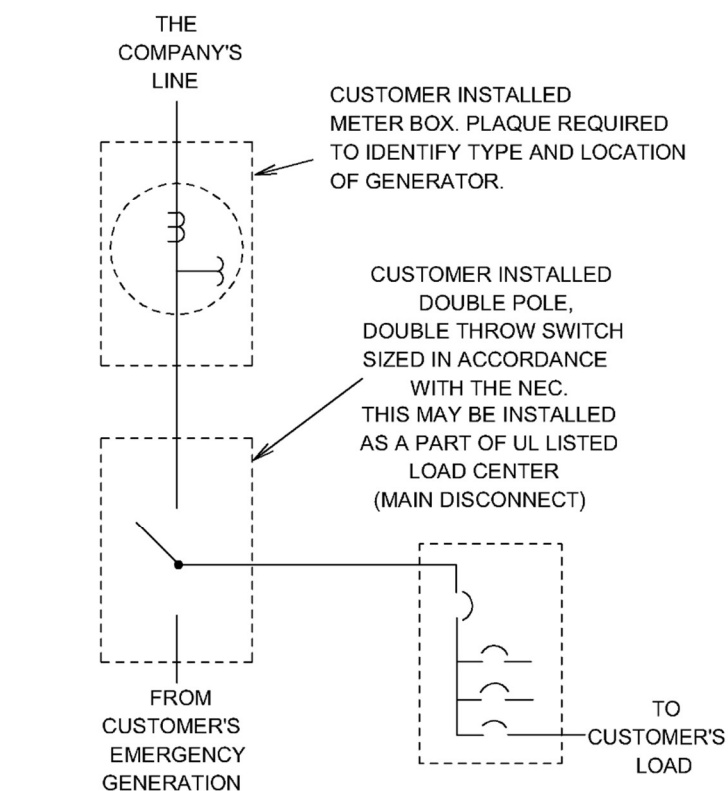 THE
COMPANY'S
LINE
CUSTOMER INSTALLED
METER BOX. PLAQUE REQUIRED
TO IDENTIFY TYPE AND LOCATION
OF GENERATOR.
CUSTOMER INSTALLED
DOUBLE POLE,
DOUBLE THROW SWITCH
SIZED IN ACCORDANCE
WITH THE NEC.
THIS MAY BE INSTALLED
AS A PART OF UL LISTED
LOAD CENTER
(MAIN DISCONNECT)
FROM
CUSTOMER'S
EMERGENCY
GENERATION
TO
CUSTOMER'S
LOAD